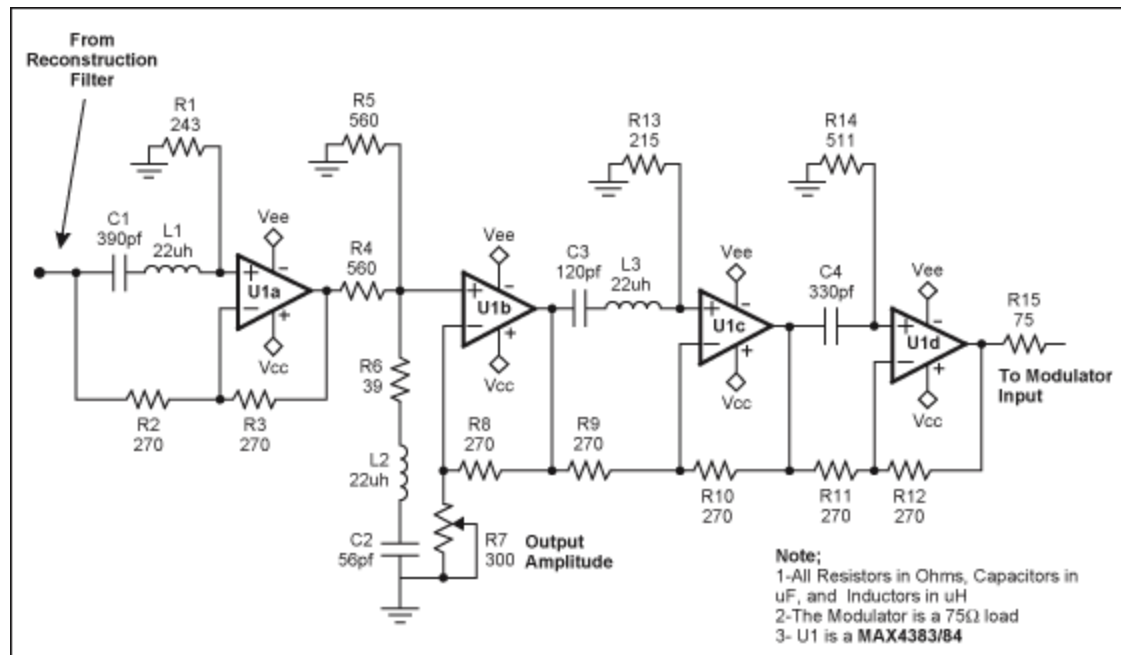 From
Reconstruction
Filter
R1
243
R5
560
R13
215
R14
511
C1
390pf
L1
22uh
Vee
R4
560
Vee
C3
120pf
L3
22uh
Vee
C4
330pf
Vee
R15
75
+
−
U1a
−
+
Vcc
+
−
U1b
−
+
Vcc
+
−
U1c
−
+
Vcc
+
−
U1d
−
+
Vcc
To Modulator
Input
R6
39
R2
270
R3
270
R8
270
R9
270
R10
270
R11
270
R12
270
L2
22uh
C2
56pf
R7
300
Output
Amplitude
Note;
1-All Resistors in Ohms, Capacitors in
uF, and Inductors in uH
2-The Modulator is a 75Ω load
3- U1 is a MAX4383/84